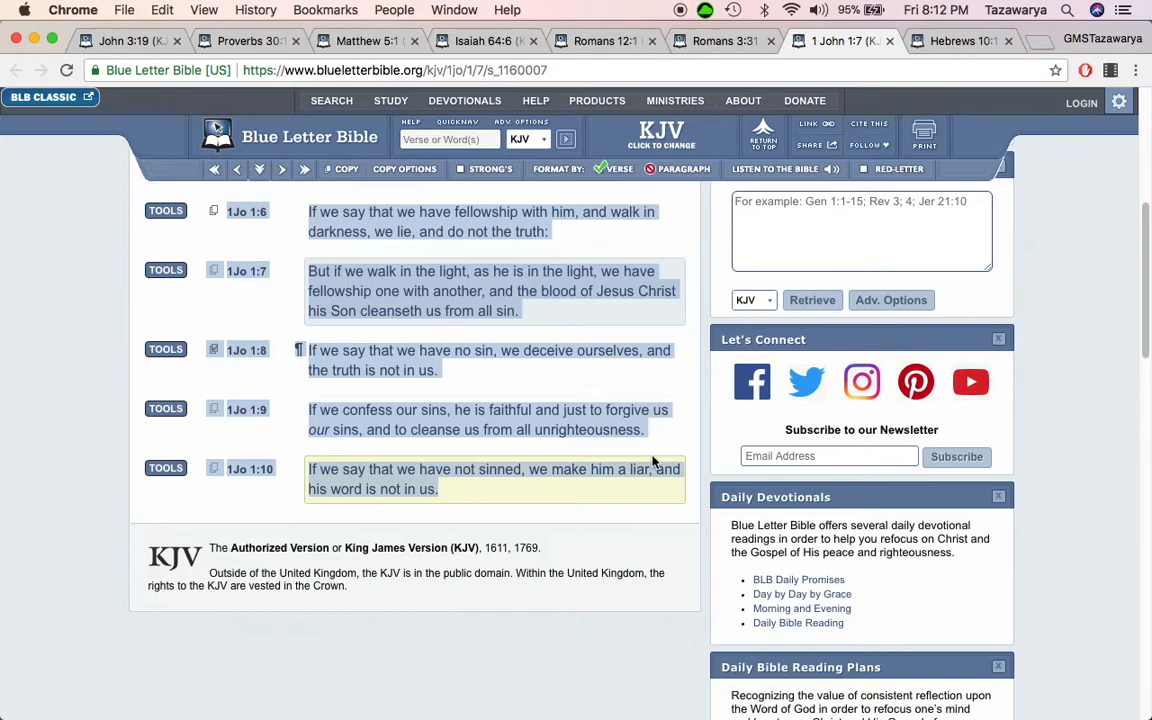 Chrome File Edit View History Bookmarks People Window Help 95% Fri 8:12 PM Tazawarya
John 3:19 (K Proverbs 30: Matthew 5:1 ( Isaiah 64:6 (K Romans 12:1 Romans 3:31 1 John 1:7 (K Hebrews 10:1 GMSTazawarya
Blue Letter Bible [US] https://www.blueletterbible.org/kjv/1jo/1/7/s_1160007
BLB CLASSIC
SEARCH STUDY DEVOTIONALS HELP PRODUCTS MINISTRIES ABOUT DONATE LOGIN
Blue Letter Bible
HELP QUICKNAV ADV. OPTIONS
Verse or Word(s) KJV
KJV
CLICK TO CHANGE
RETURN
TO TOP
LINK CITE THIS
SHARE FOLLOW
PRINT
COPY COPY OPTIONS STRONG'S FORMAT BY: VERSE PARAGRAPH LISTEN TO THE BIBLE RED-LETTER
TOOLS 1Jo 1:6 If we say that we have fellowship with him, and walk in
darkness, we lie, and do not the truth:
TOOLS 1Jo 1:7 But if we walk in the light, as he is in the light, we have
fellowship one with another, and the blood of Jesus Christ
his Son cleanseth us from all sin.
TOOLS 1Jo 1:8 ¶ If we say that we have no sin, we deceive ourselves, and
the truth is not in us.
TOOLS 1Jo 1:9 If we confess our sins, he is faithful and just to forgive us
our sins, and to cleanse us from all unrighteousness.
TOOLS 1Jo 1:10 If we say that we have not sinned, we make him a liar, and
his word is not in us.
KJV The Authorized Version or King James Version (KJV), 1611, 1769.
Outside of the United Kingdom, the KJV is in the public domain. Within the United Kingdom, the
rights to the KJV are vested in the Crown.
For example: Gen 1:1-15; Rev 3; 4; Jer 21:10
KJV Retrieve Adv. Options
Let's Connect
Subscribe to our Newsletter
Email Address Subscribe
Daily Devotionals
Blue Letter Bible offers several daily devotional
readings in order to help you refocus on Christ and
the Gospel of His peace and righteousness.
BLB Daily Promises
Day by Day by Grace
Morning and Evening
Daily Bible Reading
Daily Bible Reading Plans
Recognizing the value of consistent reflection upon
the Word of God in order to refocus one's mind